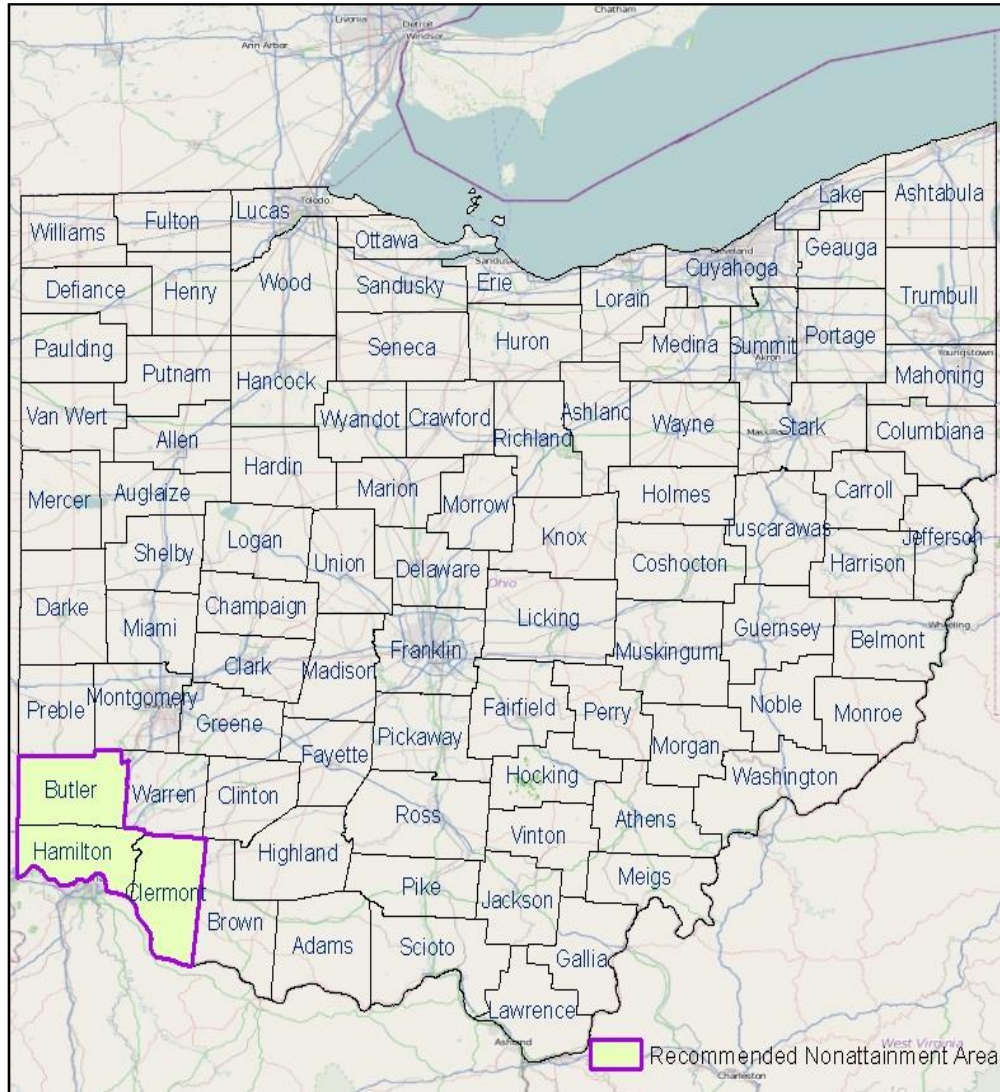 Chatham
Livonia
Detroit
Windsor
Ann Arbor
Lake
Ashtabula
Lucas
Toledo
Fulton
Williams
Ottawa
Geauga
Cleveland
Cuyahoga
Sandusky
Erie
Wood
Sandusky
Defiance
Henry
Lorain
Trumbull
Portage
Huron
Medina
Summit
Seneca
Paulding
Youngstown
Akron
Hancock
Putnam
Mahoning
Van Wert
Wyandot
Crawford
Ashland
Wayne
Stark
Columbiana
Richland
Allen
Hardin
Marion
Holmes
Carroll
Mercer
Auglaize
Morrow
Tuscarawas
Jefferson
Knox
Logan
Shelby
Union
Delaware
Coshocton
Harrison
Ohio
Darke
Champaign
Licking
Miami
Guernsey
Wheeling
Belmont
Franklin
Muskingum
Clark
Madison
Montgomery
Preble
Greene
Fairfield
Perry
Noble
Monroe
Pickaway
Fayette
Morgan
Hocking
Washington
Butler
Warren
Clinton
Ross
Athens
Vinton
Hamilton
Highland
Meigs
Clermont
Pike
Jackson
Brown
Adams
Scioto
Gallia
Lawrence
Ashland
West Virginia
Recommended Nonattainment Area
Charleston